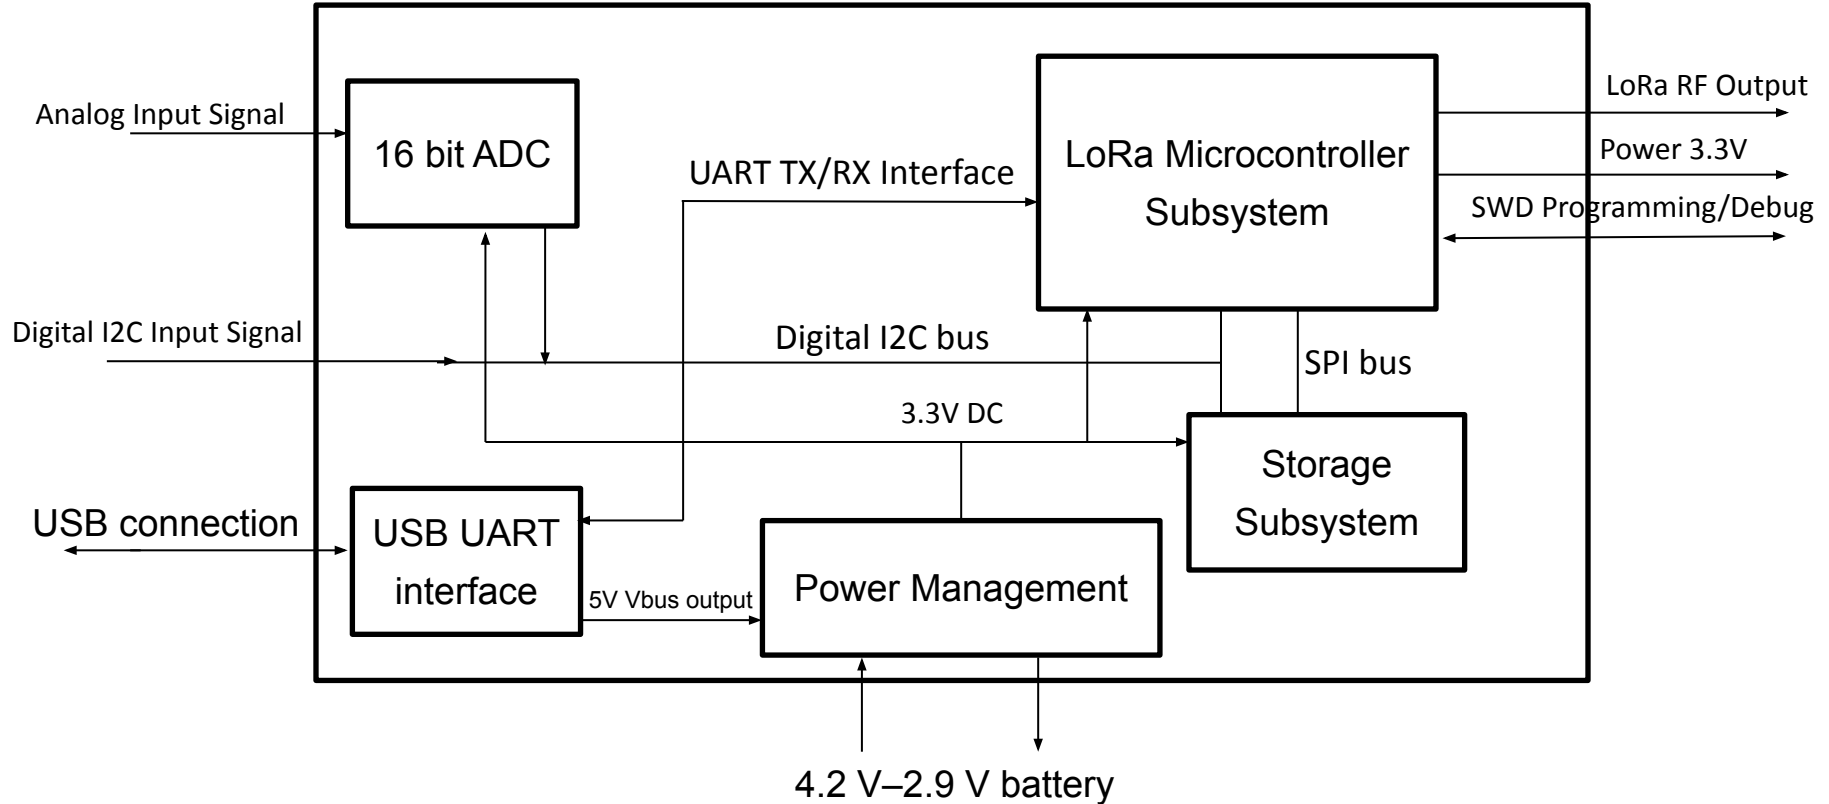 LoRa RF Output
Analog Input Signal
16 bit ADC
LoRa Microcontroller
Subsystem
Power 3.3V
UART TX/RX Interface
SWD Programming/Debug
Digital I2C Input Signal
Digital I2C bus
SPI bus
3.3V DC
Storage
Subsystem
USB connection
USB UART
interface
5V Vbus output
Power Management
4.2 V–2.9 V battery